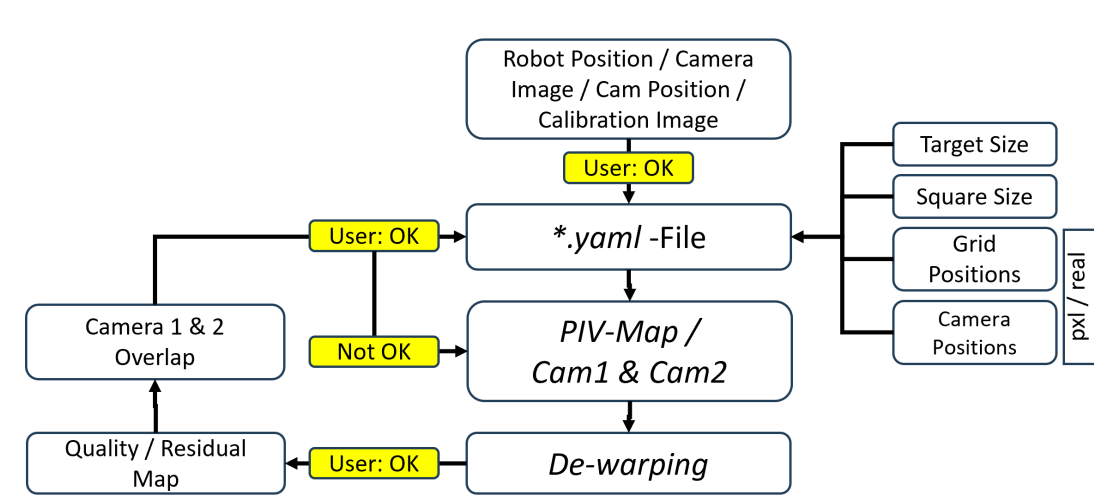 Robot Position / Camera
Image / Cam Position /
Calibration Image
User: OK
Target Size
Square Size
Grid
Positions
Camera
Positions
pxl / real
User: OK
*.yaml -File
Not OK
PIV-Map /
Cam1 & Cam2
Camera 1 & 2
Overlap
Quality / Residual
Map
User: OK
De-warping